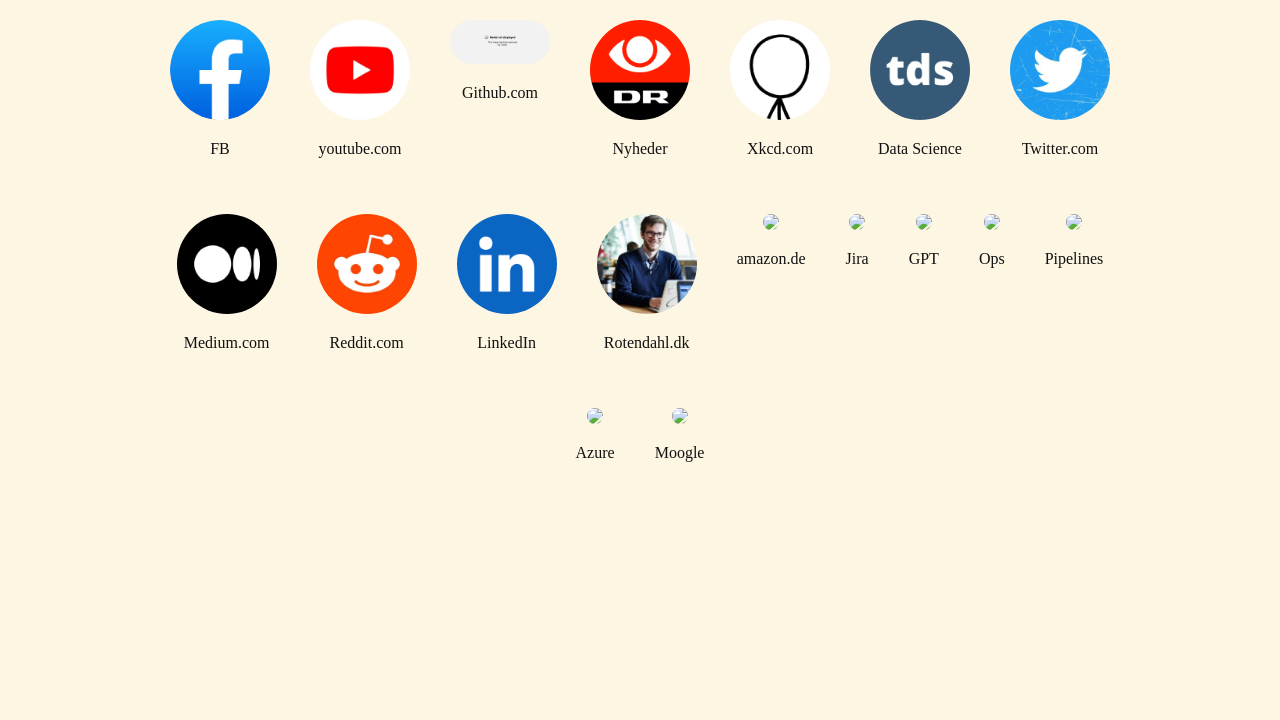 DR
tds
FB
youtube.com
Github.com
Nyheder
Xkcd.com
Data Science
Twitter.com
in
Medium.com
Reddit.com
LinkedIn
Rotendahl.dk
amazon.de
Jira
GPT
Ops
Pipelines
Azure
Moogle